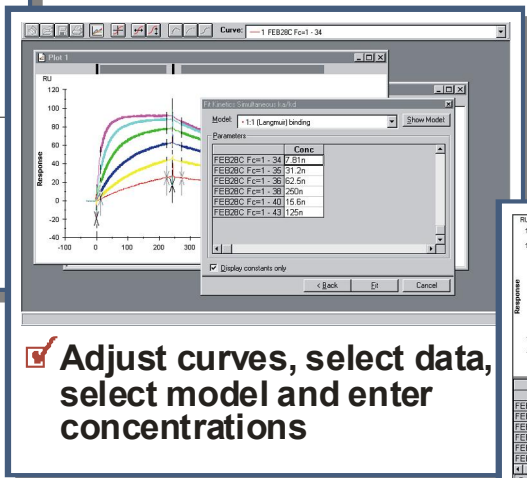 Curve: 1 FEB28C Fc=1 - 34
Plot 1
RU
120
100
80
60
40
20
0
-20
-40
-100 0 100 200 300
Response
Fit Kinetics Simultaneous ka/kd
Model: - 1:1 (Langmuir) binding
Show Model
Parameters
Conc
FEB28C Fc=1 - 34 7.81n
FEB28C Fc=1 - 35 31.2n
FEB28C Fc=1 - 36 62.5n
FEB28C Fc=1 - 38 250n
FEB28C Fc=1 - 40 15.6n
FEB28C Fc=1 - 43 125n
Display constants only
< Back Fit Cancel
Adjust curves, select data,
select model and enter
concentrations
RU
Response